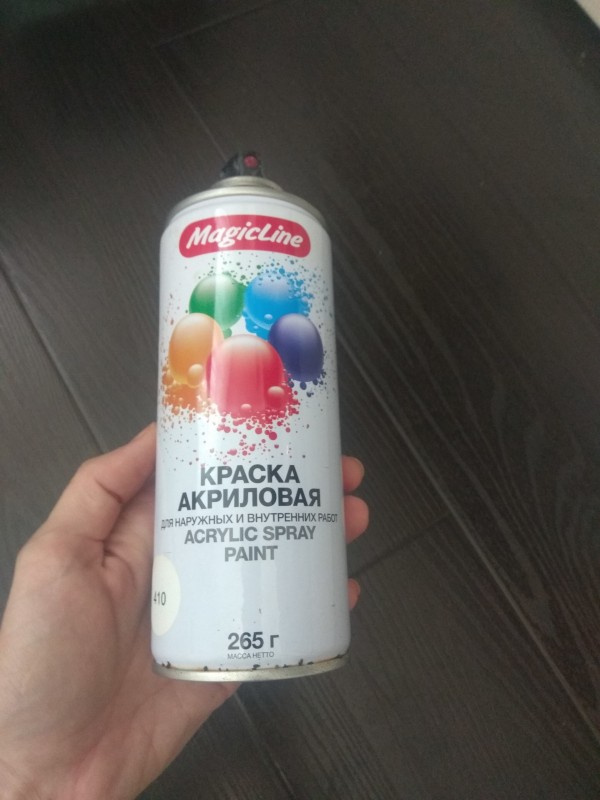 MagicLine
КРАСКА
АКРИЛОВАЯ
ДЛЯ НАРУЖНЫХ И ВНУТРЕННИХ РАБОТ
ACRYLIC SPRAY
PAINT
410
265 г
МАССА НЕТТО